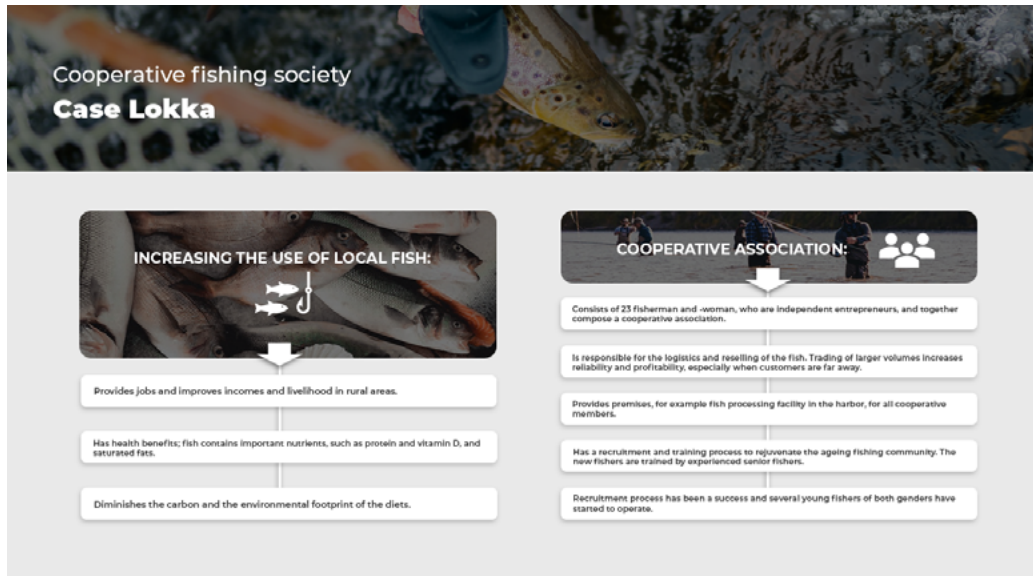 Cooperative fishing society
Case Lokka
INCREASING THE USE OF LOCAL FISH:
Provides jobs and improves incomes and livelihood in rural areas.
Has health benefits; fish contains important nutrients, such as protein and vitamin D, and
saturated fats.
Diminishes the carbon and the environmental footprint of the diets.
COOPERATIVE ASSOCIATION:
Consists of 23 fisherman and -woman, who are independent entrepreneurs, and together
compose a cooperative association.
Is responsible for the logistics and reselling of the fish. Trading of larger volumes increases
reliability and profitability, especially when customers are far away.
Provides premises, for example fish processing facility in the harbor, for all cooperative
members.
Has a recruitment and training process to rejuvenate the ageing fishing community. The
new fishers are trained by experienced senior fishers.
Recruitment process has been a success and several young fishers of both genders have
started to operate.